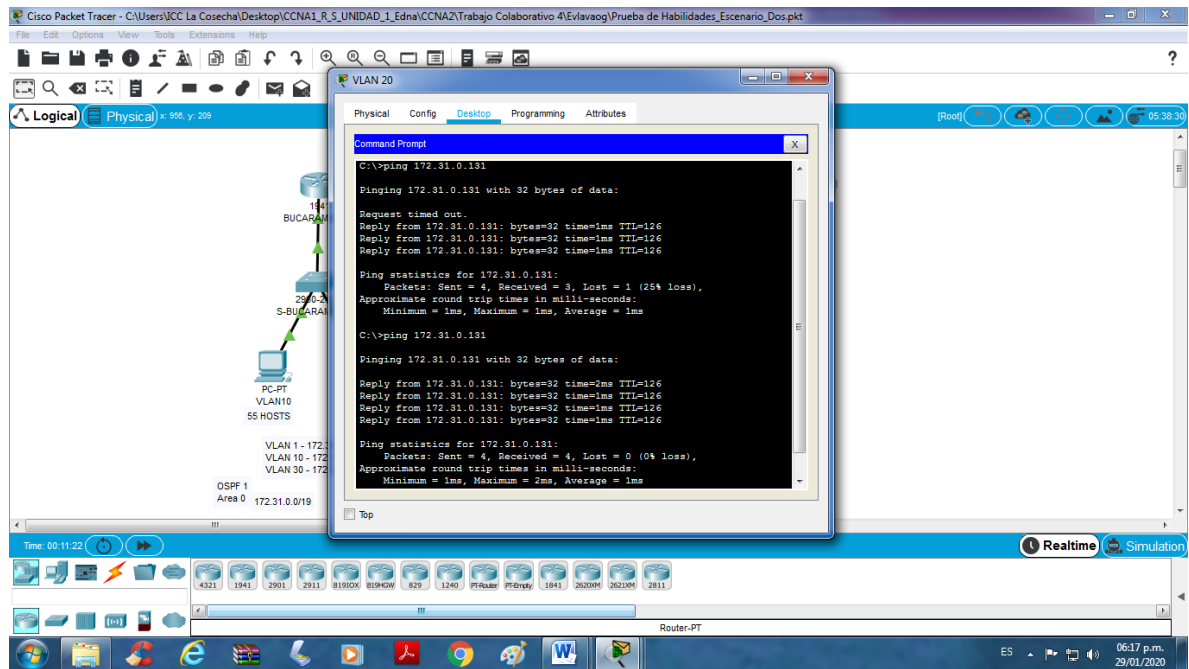 Cisco Packet Tracer - C:\Users\ICC La Cosecha\Desktop\CCNA1_R_S_UNIDAD_1_Edna\CCNA2\Trabajo Colaborativo 4\Evlavaog\Prueba de Habilidades_Escenario_Dos.pkt
File Edit Options View Tools Extensions Help
?
Logical
Physical
x: 956, y: 209
[Root]
05:38:30
VLAN 20
Physical Config Desktop Programming Attributes
Command Prompt
X
C:\>ping 172.31.0.131
Pinging 172.31.0.131 with 32 bytes of data:
Request timed out.
Reply from 172.31.0.131: bytes=32 time=1ms TTL=126
Reply from 172.31.0.131: bytes=32 time=1ms TTL=126
Reply from 172.31.0.131: bytes=32 time=1ms TTL=126
Ping statistics for 172.31.0.131:
Packets: Sent = 4, Received = 3, Lost = 1 (25% loss),
Approximate round trip times in milli-seconds:
Minimum = 1ms, Maximum = 1ms, Average = 1ms
C:\>ping 172.31.0.131
Pinging 172.31.0.131 with 32 bytes of data:
Reply from 172.31.0.131: bytes=32 time=2ms TTL=126
Reply from 172.31.0.131: bytes=32 time=1ms TTL=126
Reply from 172.31.0.131: bytes=32 time=1ms TTL=126
Reply from 172.31.0.131: bytes=32 time=1ms TTL=126
Ping statistics for 172.31.0.131:
Packets: Sent = 4, Received = 4, Lost = 0 (0% loss),
Approximate round trip times in milli-seconds:
Minimum = 1ms, Maximum = 2ms, Average = 1ms
Top
194
BUCARAM
S-BUCARAM
PC-PT
VLAN10
55 HOSTS
VLAN 1 - 172.3
VLAN 10 - 172
VLAN 30 - 172
OSPF 1
Area 0
172.31.0.0/19
Time: 00:11:22
Realtime
Simulation
4321 1941 2901 2911 819IOX 819HGW 829 1240 PT-Router PT-Empty 1841 2620XM 2621XM 2811
Router-PT
ES
06:17 p.m.
29/01/2020